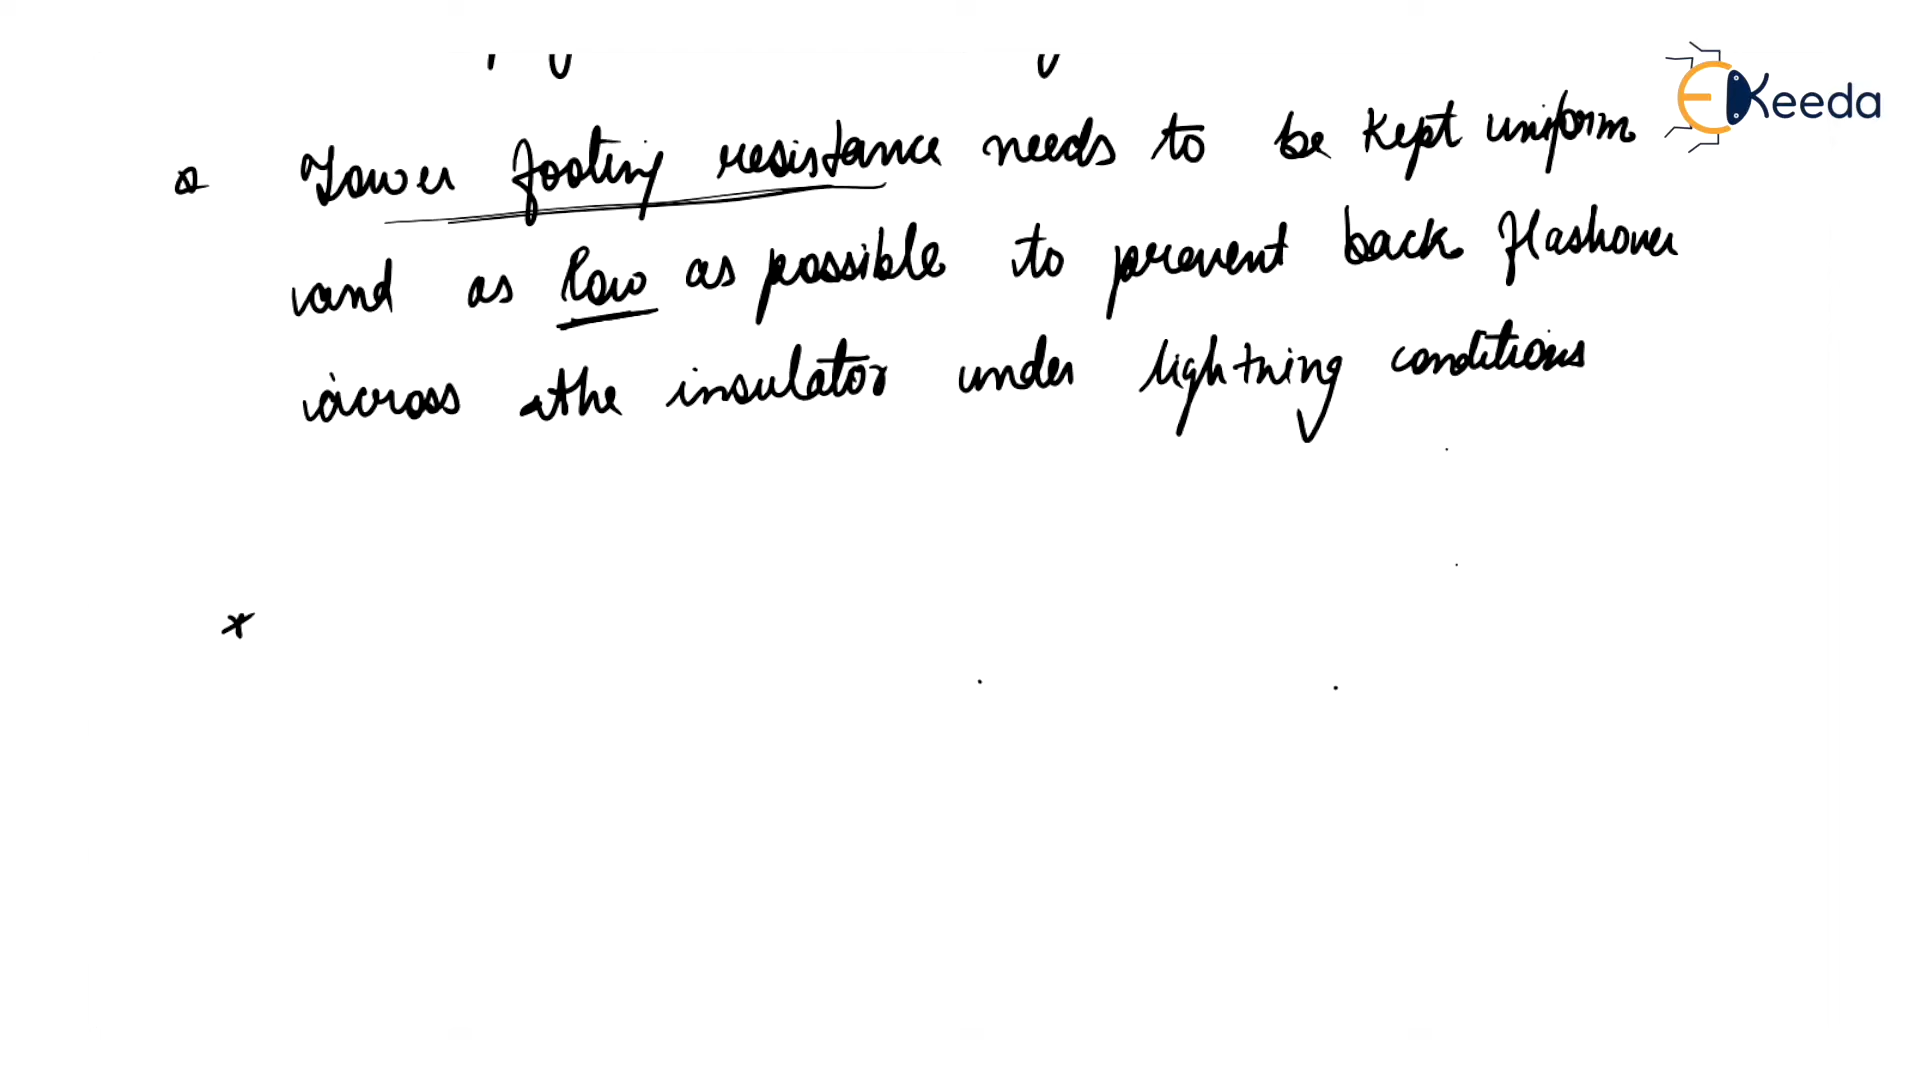 Keeda
Tower footing resistance needs to be kept uniform
and as low as possible to prevent back flashover
across the insulator under lightning conditions
*